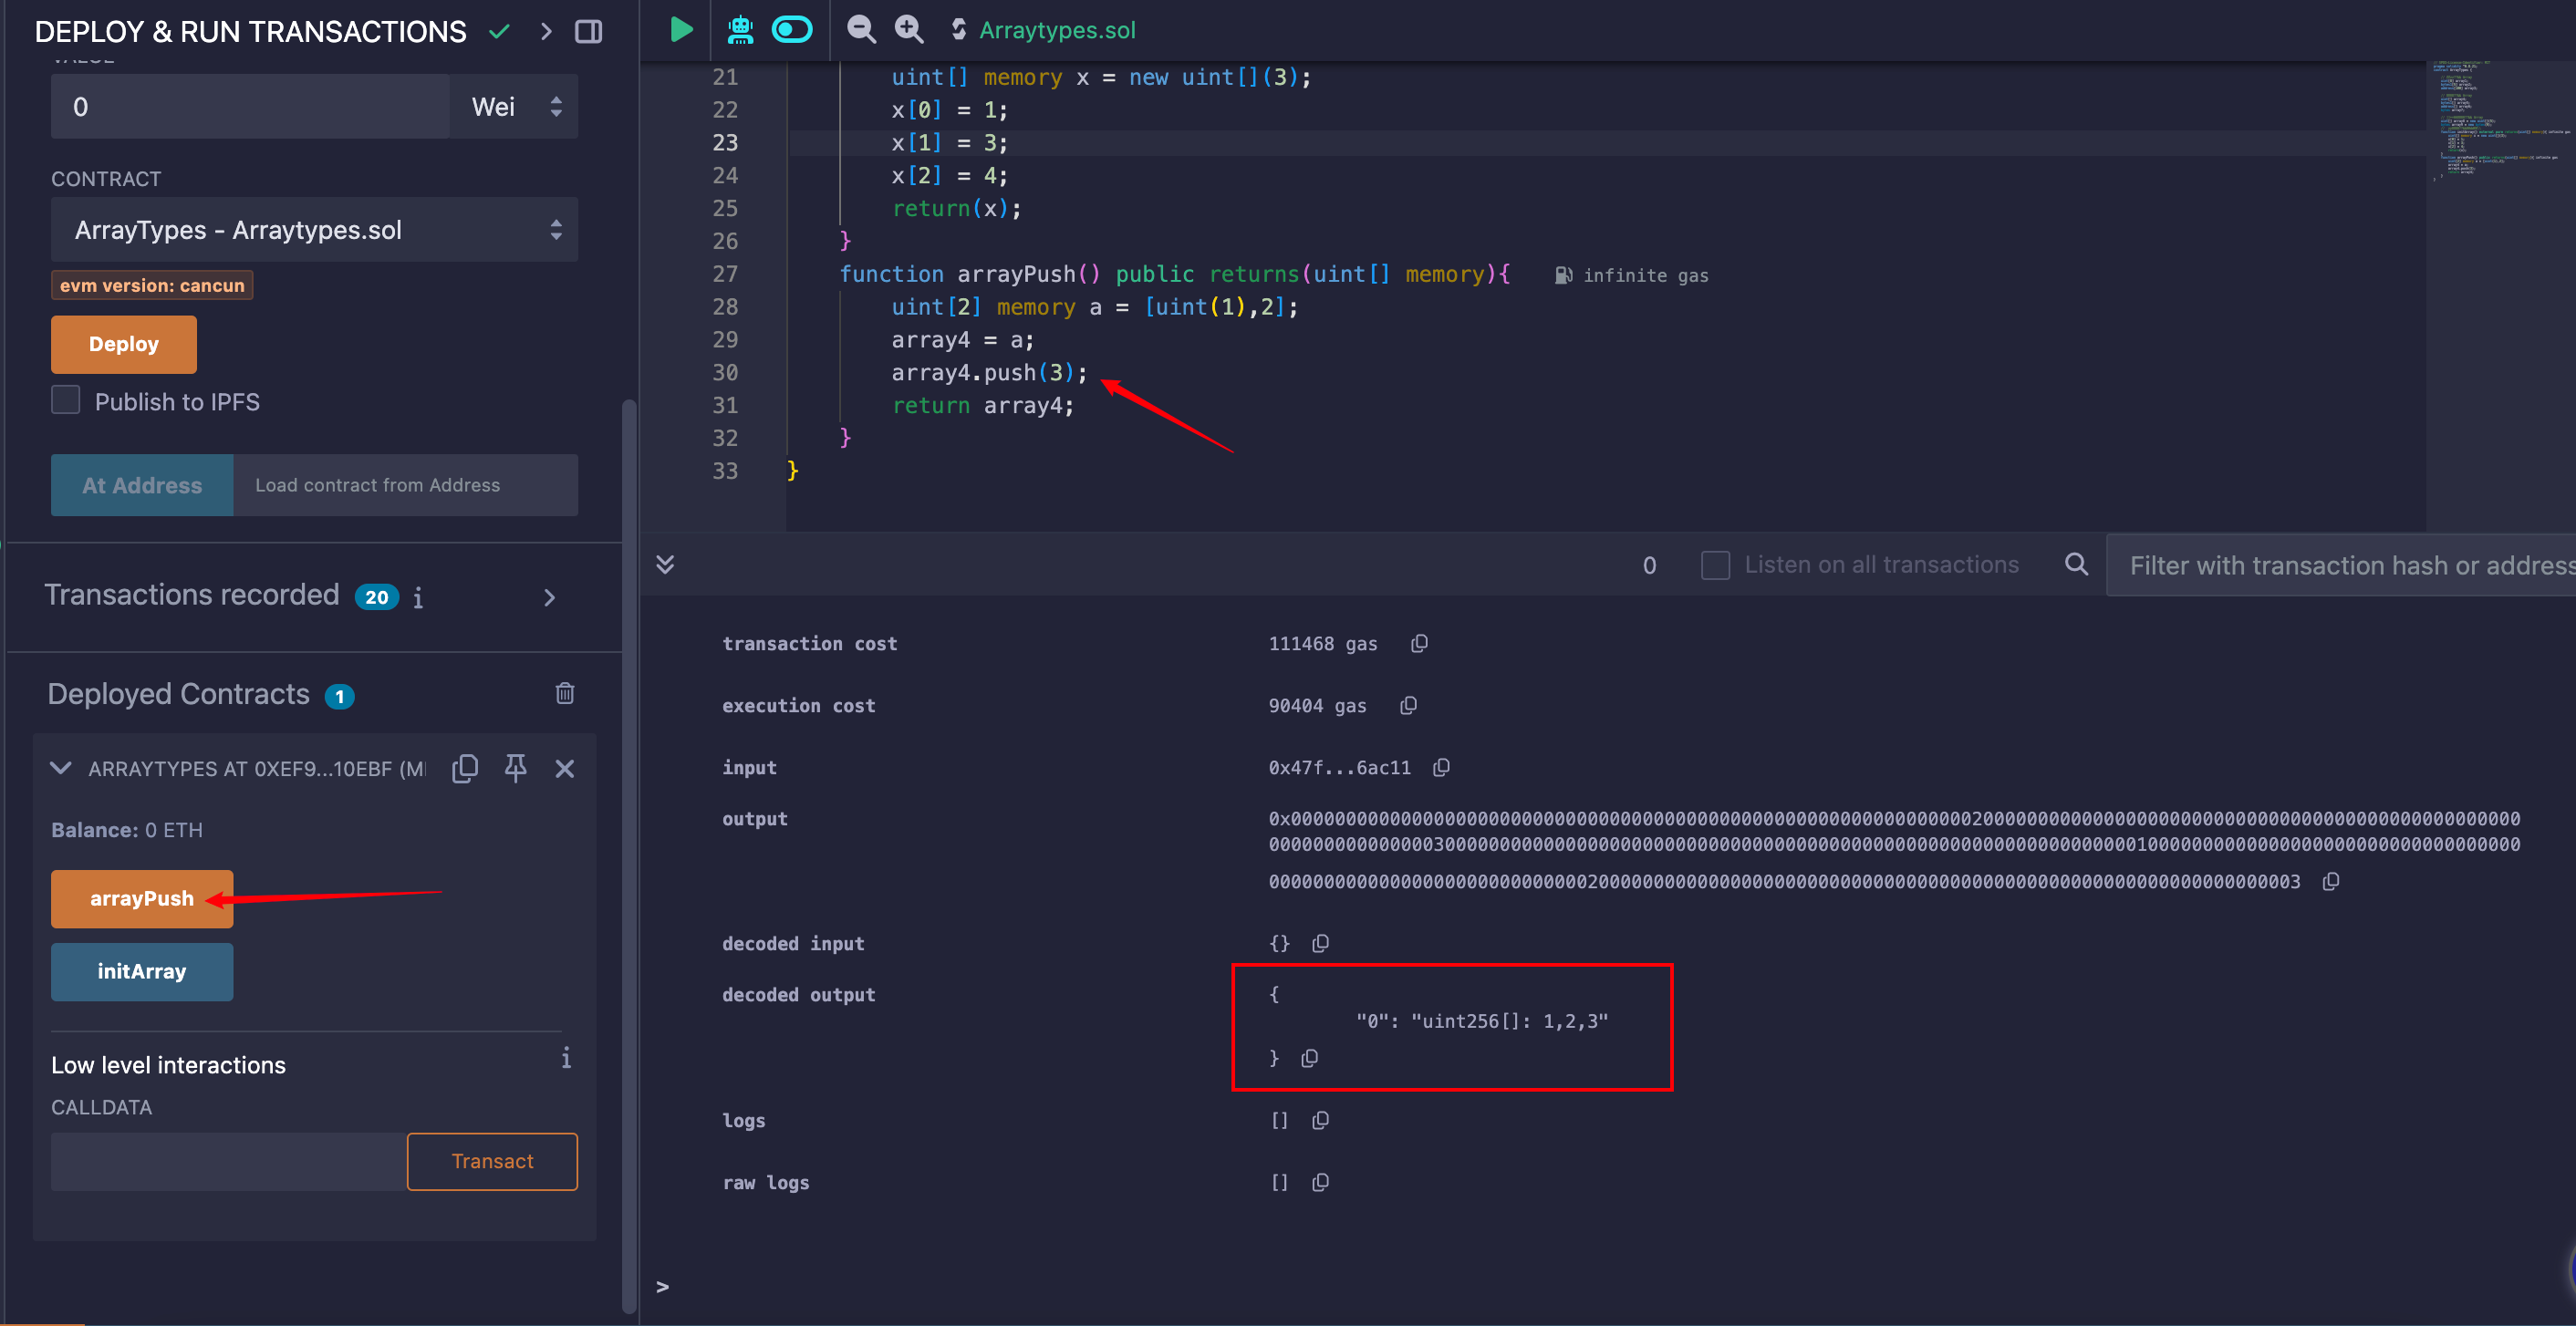 DEPLOY & RUN TRANSACTIONS
VALUE
0
Wei
CONTRACT
ArrayTypes - Arraytypes.sol
evm version: cancun
Deploy
Publish to IPFS
At Address
Load contract from Address
Transactions recorded 20 i
Deployed Contracts 1
ARRAYTYPES AT 0XEF9...10EBF (M
Balance: 0 ETH
arrayPush
initArray
Low level interactions
i
CALLDATA
Transact
Arraytypes.sol
21 uint[] memory x = new uint[](3);
22 x[0] = 1;
23 x[1] = 3;
24 x[2] = 4;
25 return(x);
26 }
27 function arrayPush() public returns(uint[] memory){ infinite gas
28 uint[2] memory a = [uint(1),2];
29 array4 = a;
30 array4.push(3);
31 return array4;
32 }
33 }
0
Listen on all transactions
Filter with transaction hash or address
transaction cost 111468 gas
execution cost 90404 gas
input 0x47f...6ac11
output
decoded input {}
decoded output {
"0": "uint256[]: 1,2,3"
}
logs []
raw logs []
>